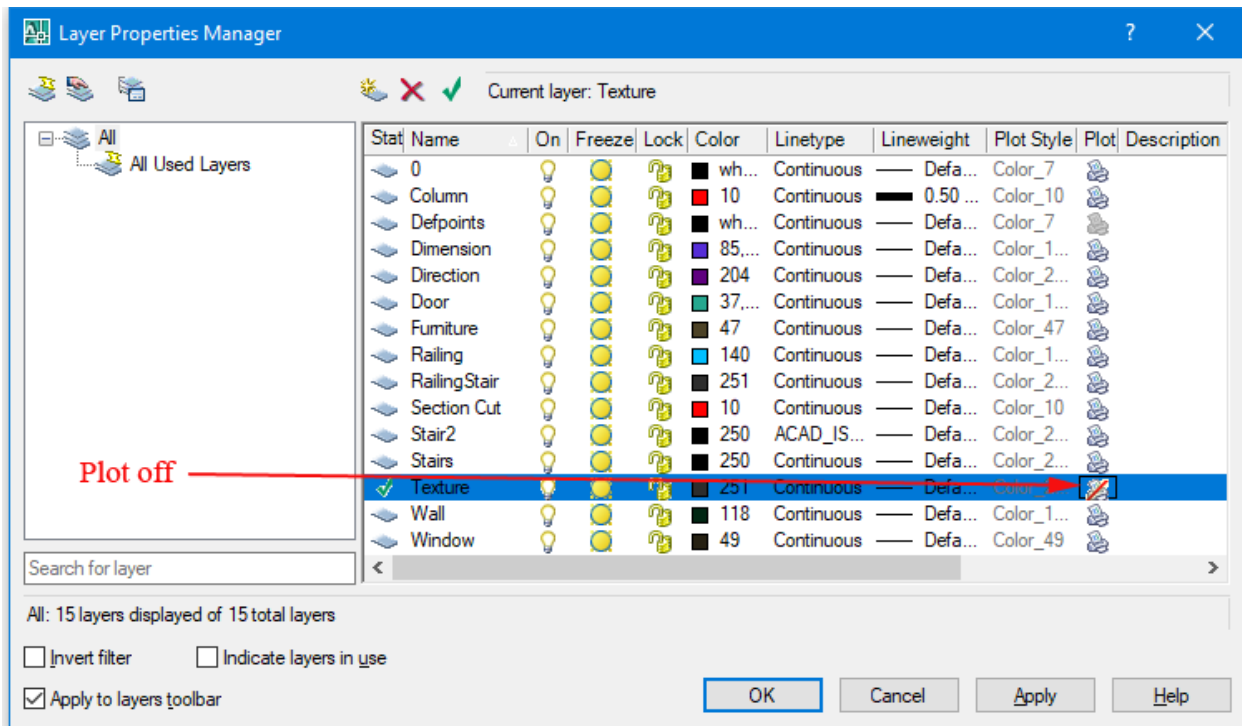 Layer Properties Manager ? ×
Current layer: Texture
All
All Used Layers
Stat Name On Freeze Lock Color Linetype Lineweight Plot Style Plot Description
0 wh... Continuous Defa... Color_7
Column 10 Continuous 0.50 ... Color_10
Defpoints wh... Continuous Defa... Color_7
Dimension 85,... Continuous Defa... Color_1...
Direction 204 Continuous Defa... Color_2...
Door 37,... Continuous Defa... Color_1...
Furniture 47 Continuous Defa... Color_47
Railing 140 Continuous Defa... Color_1...
RailingStair 251 Continuous Defa... Color_2...
Section Cut 10 Continuous Defa... Color_10
Stair2 250 ACAD_IS... Defa... Color_2...
Stairs 250 Continuous Defa... Color_2...
Plot off
Texture 251 Continuous Defa...
Wall 118 Continuous Defa... Color_1...
Window 49 Continuous Defa... Color_49
Search for layer
All: 15 layers displayed of 15 total layers
Invert filter Indicate layers in use
Apply to layers toolbar
OK Cancel Apply Help